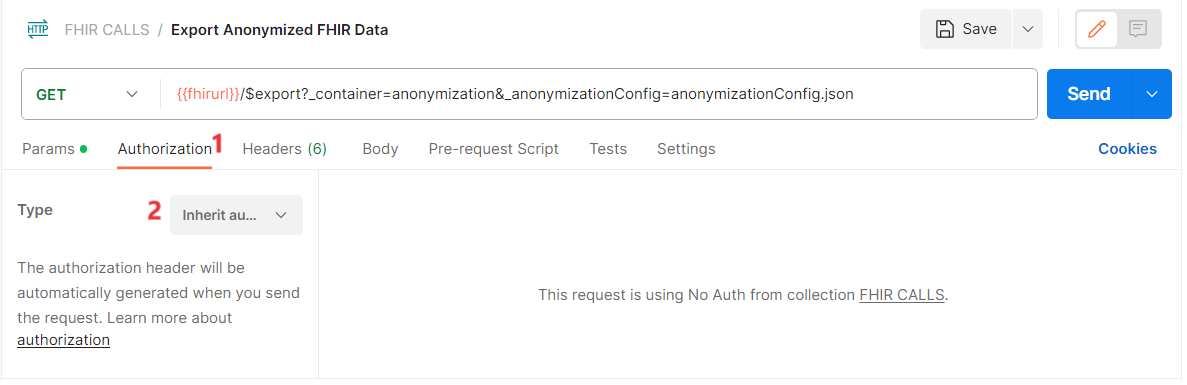 HTTP FHIR CALLS / Export Anonymized FHIR Data Save
GET {{fhirurl}}/$export?_container=anonymization&_anonymizationConfig=anonymizationConfig.json Send
Params Authorization 1 Headers (6) Body Pre-request Script Tests Settings Cookies
Type 2 Inherit au...
The authorization header will be
automatically generated when you send
the request. Learn more about
authorization
This request is using No Auth from collection FHIR CALLS.